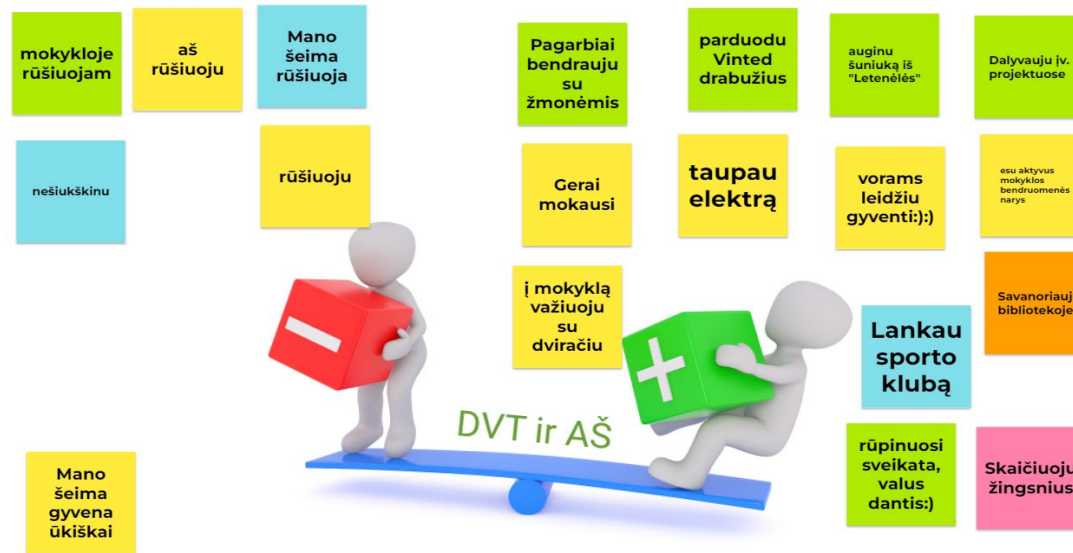 mokykloje
rūšiuojam
aš
rūšiuoju
Mano
šeima
rūšiuoja
Pagarbiai
bendrauju
su
žmonėmis
parduodu
Vinted
drabužius
auginu
šuniuką iš
"Letenėlės"
Dalyvauju įv.
projektuose
nešiukškinu
rūšiuoju
Gerai
mokausi
taupau
elektrą
vorams
leidžiu
gyventi:):)
esu aktyvus
mokyklos
bendruomenės
narys
į mokyklą
važiuoju
su
dviračiu
Savanoriauj
bibliotekoje
Lankau
sporto
klubą
DVT ir AŠ
rūpinuosi
sveikata,
valus
dantis:)
Skaičiuoju
žingsnius
Mano
šeima
gyvena
ūkiškai